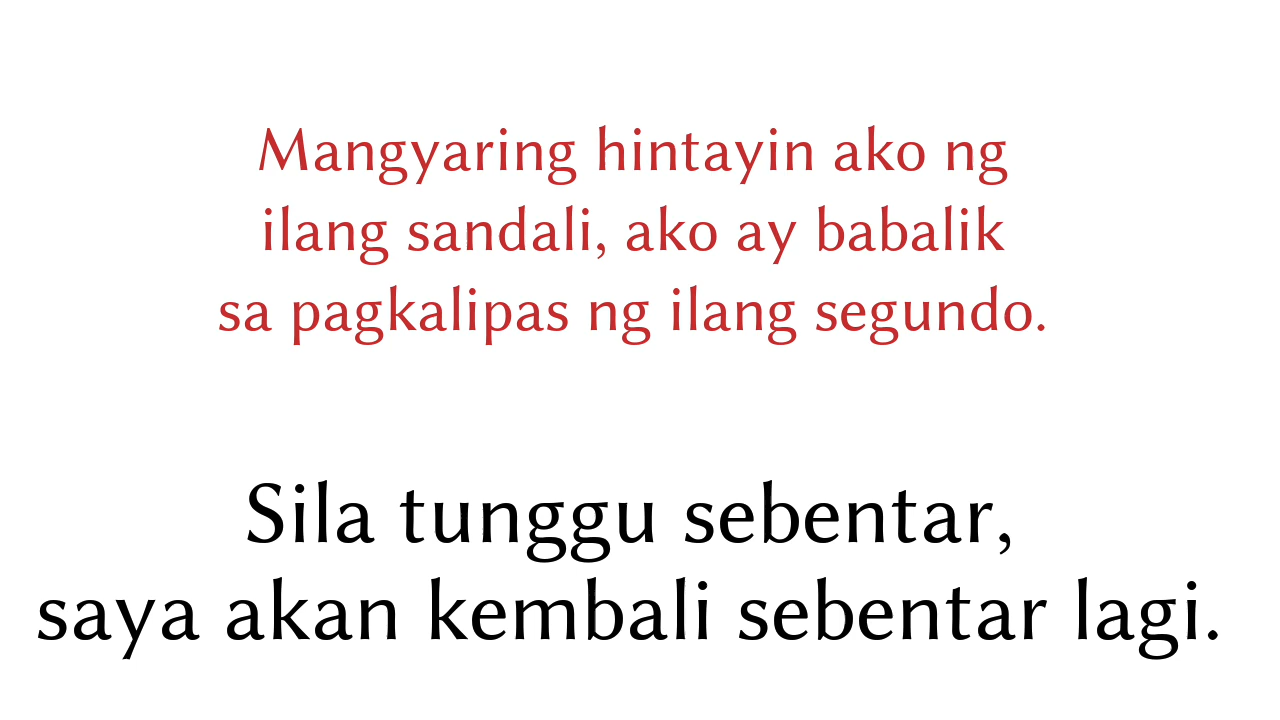 Mangyaring hintayin ako ng
ilang sandali, ako ay babalik
sa pagkalipas ng ilang segundo.
Sila tunggu sebentar,
saya akan kembali sebentar lagi.